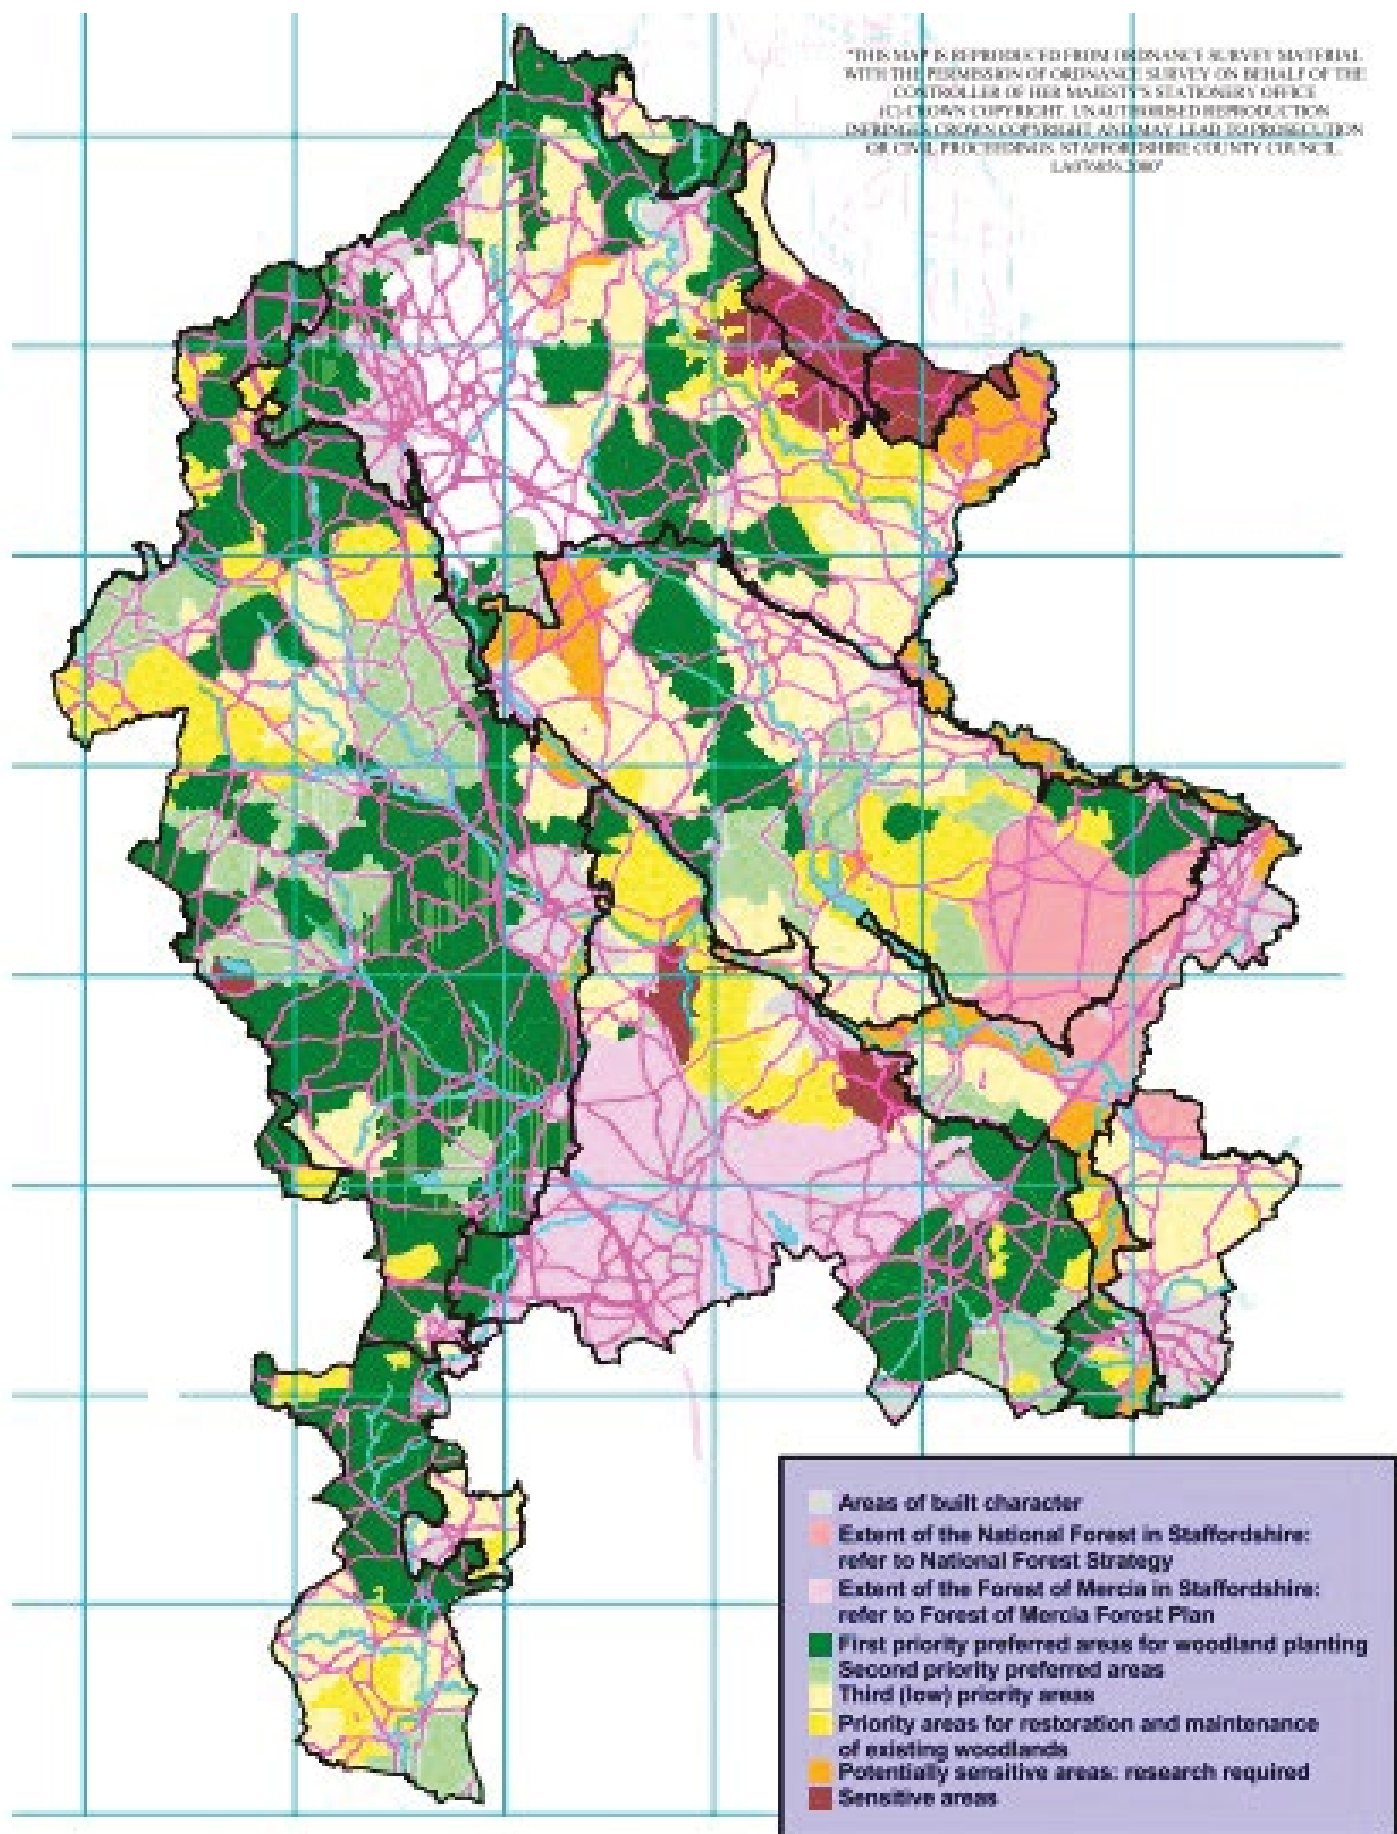 "THIS MAP IS REPRODUCED FROM ORDNANCE SURVEY MATERIAL
WITH THE PERMISSION OF ORDNANCE SURVEY ON BEHALF OF THE
CONTROLLER OF HER MAJESTY'S STATIONERY OFFICE
(C) CROWN COPYRIGHT. UNAUTHORISED REPRODUCTION
INFRINGES CROWN COPYRIGHT AND MAY LEAD TO PROSECUTION
OR CIVIL PROCEEDINGS. STAFFORDSHIRE COUNTY COUNCIL.
Areas of built character
Extent of the National Forest in Staffordshire:
refer to National Forest Strategy
Extent of the Forest of Mercia in Staffordshire:
refer to Forest of Mercia Forest Plan
First priority preferred areas for woodland planting
Second priority preferred areas
Third (low) priority areas
Priority areas for restoration and maintenance
of existing woodlands
Potentially sensitive areas: research required
Sensitive areas